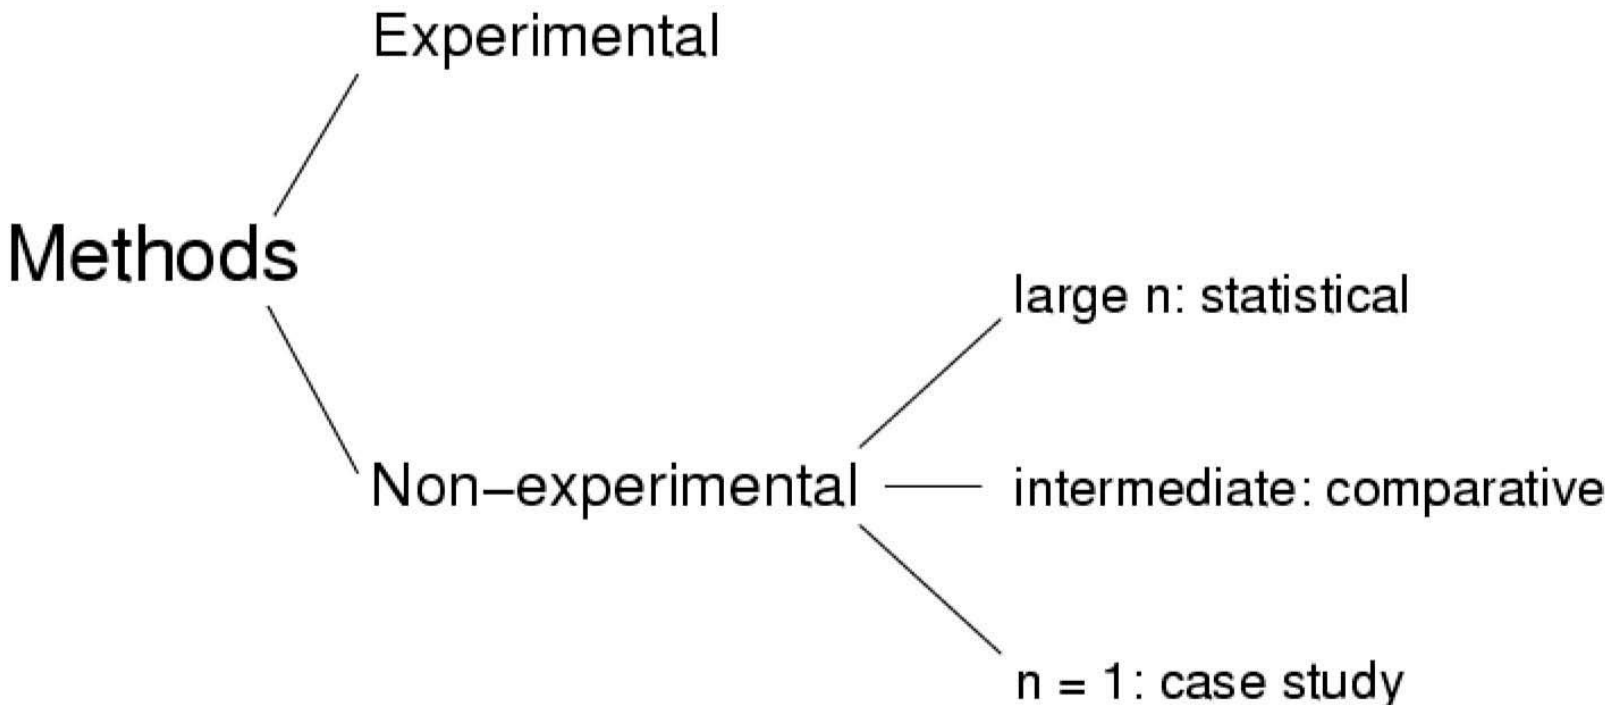 Experimental
Methods
large n: statistical
Non–experimental
intermediate: comparative
n = 1: case study